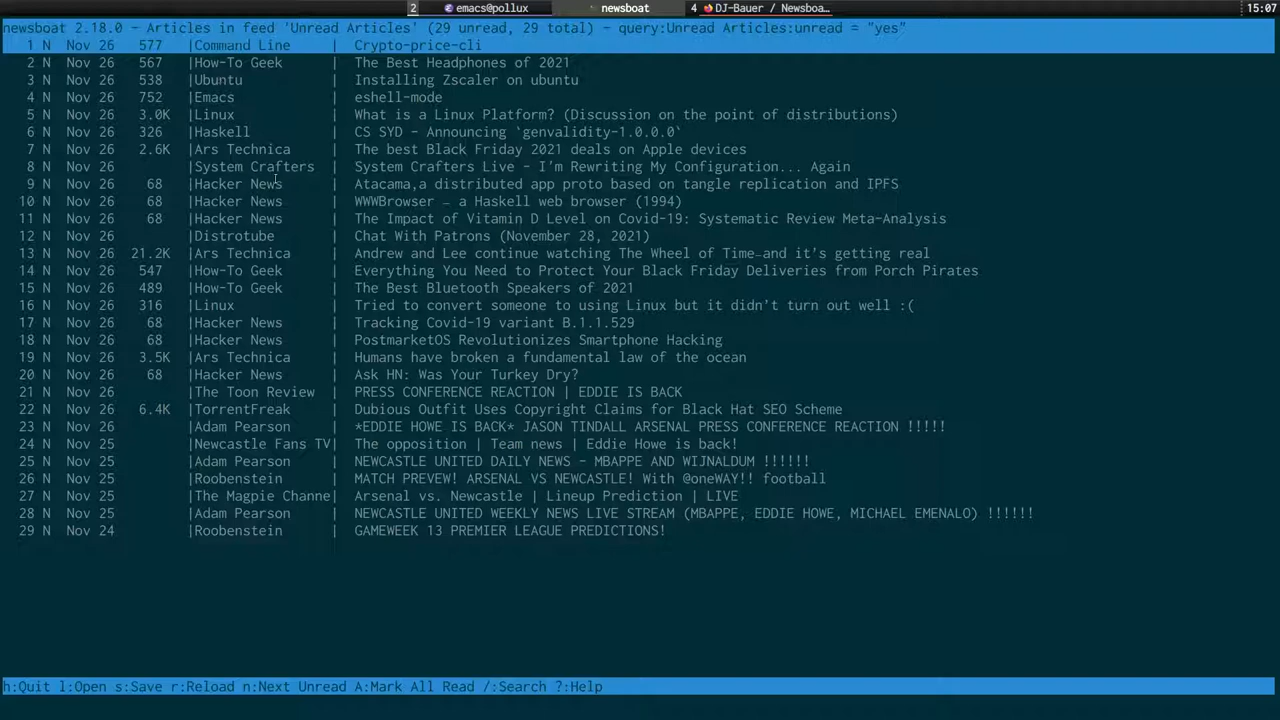 2 emacs@pollux newsboat 4 DJ-Bauer / Newsboa… 15:07
newsboat 2.18.0 - Articles in feed 'Unread Articles' (29 unread, 29 total) - query:Unread Articles:unread = "yes"
1 N Nov 26 577 |Command Line | Crypto-price-cli
2 N Nov 26 567 |How-To Geek | The Best Headphones of 2021
3 N Nov 26 538 |Ubuntu | Installing Zscaler on ubuntu
4 N Nov 26 752 |Emacs | eshell-mode
5 N Nov 26 3.0K |Linux | What is a Linux Platform? (Discussion on the point of distributions)
6 N Nov 26 326 |Haskell | CS SYD - Announcing `genvalidity-1.0.0.0`
7 N Nov 26 2.6K |Ars Technica | The best Black Friday 2021 deals on Apple devices
8 N Nov 26 |System Crafters | System Crafters Live - I'm Rewriting My Configuration... Again
9 N Nov 26 68 |Hacker News | Atacama,a distributed app proto based on tangle replication and IPFS
10 N Nov 26 68 |Hacker News | WWWBrowser – a Haskell web browser (1994)
11 N Nov 26 68 |Hacker News | The Impact of Vitamin D Level on Covid-19: Systematic Review Meta-Analysis
12 N Nov 26 |Distrotube | Chat With Patrons (November 28, 2021)
13 N Nov 26 21.2K |Ars Technica | Andrew and Lee continue watching The Wheel of Time—and it's getting real
14 N Nov 26 547 |How-To Geek | Everything You Need to Protect Your Black Friday Deliveries from Porch Pirates
15 N Nov 26 489 |How-To Geek | The Best Bluetooth Speakers of 2021
16 N Nov 26 316 |Linux | Tried to convert someone to using Linux but it didn't turn out well :(
17 N Nov 26 68 |Hacker News | Tracking Covid-19 variant B.1.1.529
18 N Nov 26 68 |Hacker News | PostmarketOS Revolutionizes Smartphone Hacking
19 N Nov 26 3.5K |Ars Technica | Humans have broken a fundamental law of the ocean
20 N Nov 26 68 |Hacker News | Ask HN: Was Your Turkey Dry?
21 N Nov 26 |The Toon Review | PRESS CONFERENCE REACTION | EDDIE IS BACK
22 N Nov 26 6.4K |TorrentFreak | Dubious Outfit Uses Copyright Claims for Black Hat SEO Scheme
23 N Nov 26 |Adam Pearson | *EDDIE HOWE IS BACK* JASON TINDALL ARSENAL PRESS CONFERENCE REACTION !!!!!
24 N Nov 25 |Newcastle Fans TV| The opposition | Team news | Eddie Howe is back!
25 N Nov 25 |Adam Pearson | NEWCASTLE UNITED DAILY NEWS - MBAPPE AND WIJNALDUM !!!!!!
26 N Nov 25 |Roobenstein | MATCH PREVEW! ARSENAL VS NEWCASTLE! With @oneWAY!! football
27 N Nov 25 |The Magpie Channe| Arsenal vs. Newcastle | Lineup Prediction | LIVE
28 N Nov 25 |Adam Pearson | NEWCASTLE UNITED WEEKLY NEWS LIVE STREAM (MBAPPE, EDDIE HOWE, MICHAEL EMENALO) !!!!!!
29 N Nov 24 |Roobenstein | GAMEWEEK 13 PREMIER LEAGUE PREDICTIONS!
h:Quit l:Open s:Save r:Reload n:Next Unread A:Mark All Read /:Search ?:Help